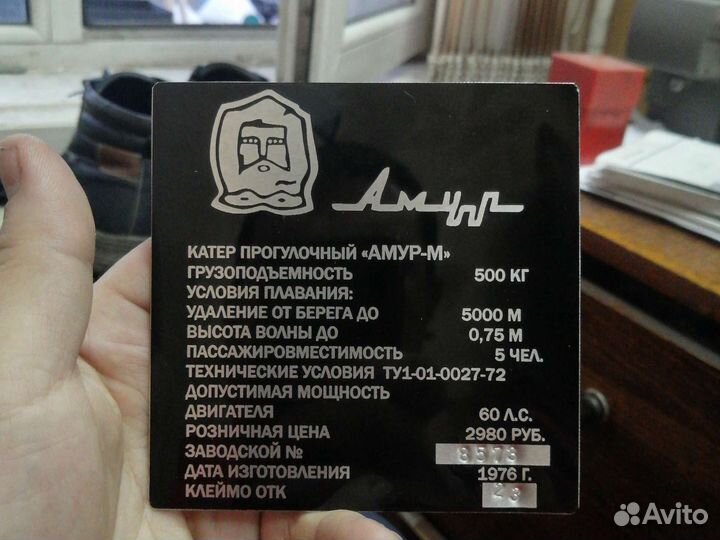 Амур
КАТЕР ПРОГУЛОЧНЫЙ «АМУР-М»
ГРУЗОПОДЪЕМНОСТЬ 500 КГ
УСЛОВИЯ ПЛАВАНИЯ:
УДАЛЕНИЕ ОТ БЕРЕГА ДО 5000 М
ВЫСОТА ВОЛНЫ ДО 0,75 М
ПАССАЖИРОВМЕСТИМОСТЬ 5 ЧЕЛ.
ТЕХНИЧЕСКИЕ УСЛОВИЯ ТУ1-01-0027-72
ДОПУСТИМАЯ МОЩНОСТЬ
ДВИГАТЕЛЯ 60 Л.С.
РОЗНИЧНАЯ ЦЕНА 2980 РУБ.
ЗАВОДСКОЙ № 8573
ДАТА ИЗГОТОВЛЕНИЯ 1976 Г.
КЛЕЙМО ОТК 23
Avito